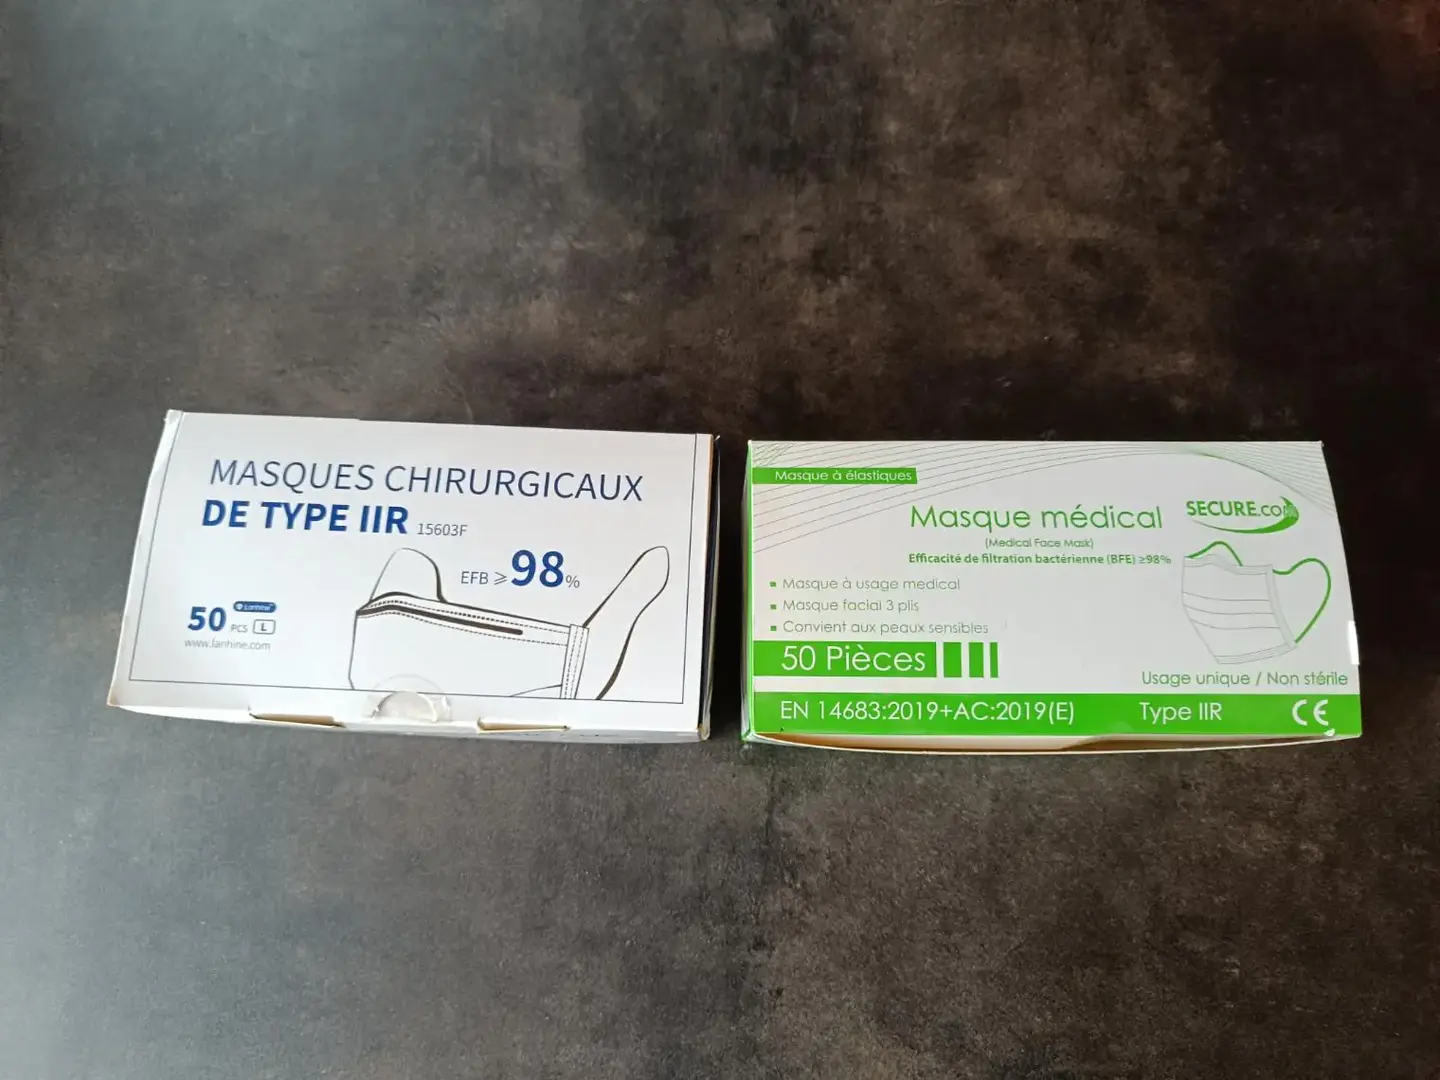 MASQUES CHIRURGICAUX
DE TYPE IIR 15603F
EFB ⩾ 98%
50 PCS L
Lanhine
www.lanhine.com
Masque à élastiques
Masque médical
(Medical Face Mask)
Efficacité de filtration bactérienne (BFE) ≥98%
SECURE.COM
Masque à usage medical
Masque facial 3 plis
Convient aux peaux sensibles
50 Pièces
Usage unique / Non stérile
EN 14683:2019+AC:2019(E) Type IIR CE